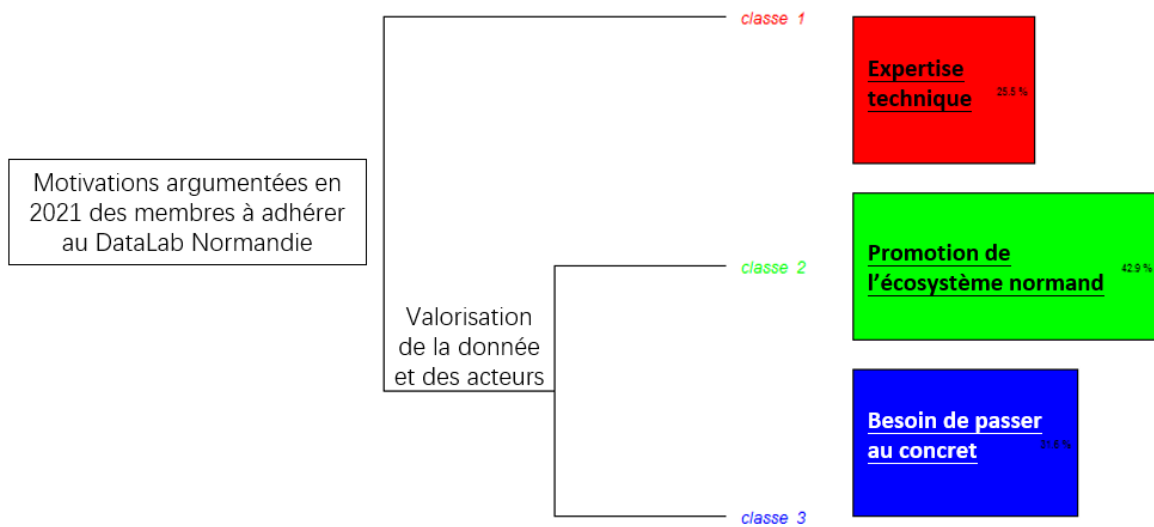 classe 1
Expertise
technique
25.5 %
Motivations argumentées en
2021 des membres à adhérer
au DataLab Normandie
classe 2
Promotion de
l’écosystème normand
42.9 %
Valorisation
de la donnée
et des acteurs
Besoin de passer
au concret
31.6 %
classe 3